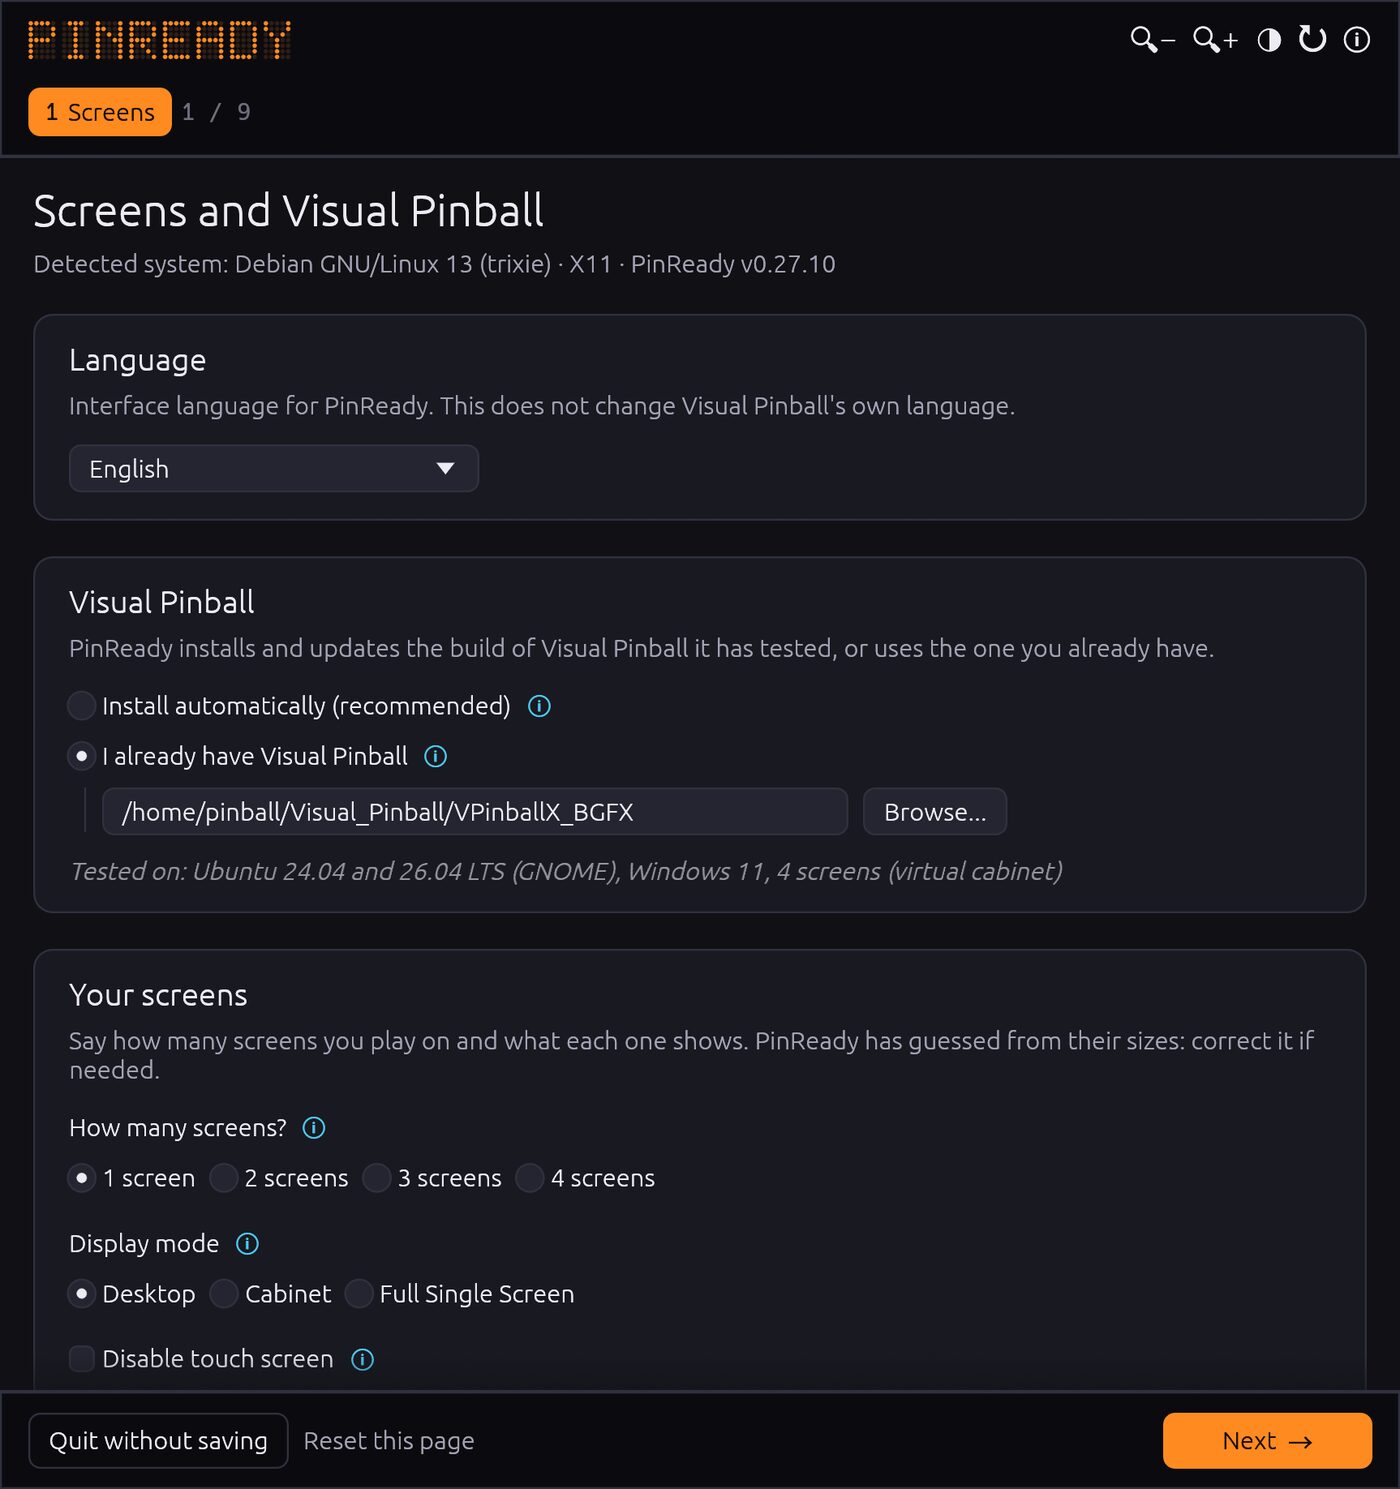 PINREADY
1 Screens 1 / 9
Screens and Visual Pinball
Detected system: Debian GNU/Linux 13 (trixie) · X11 · PinReady v0.27.10
Language
Interface language for PinReady. This does not change Visual Pinball's own language.
English
Visual Pinball
PinReady installs and updates the build of Visual Pinball it has tested, or uses the one you already have.
Install automatically (recommended)
I already have Visual Pinball
/home/pinball/Visual_Pinball/VPinballX_BGFX Browse...
Tested on: Ubuntu 24.04 and 26.04 LTS (GNOME), Windows 11, 4 screens (virtual cabinet)
Your screens
Say how many screens you play on and what each one shows. PinReady has guessed from their sizes: correct it if
needed.
How many screens?
1 screen 2 screens 3 screens 4 screens
Display mode
Desktop Cabinet Full Single Screen
Disable touch screen
Quit without saving Reset this page Next →